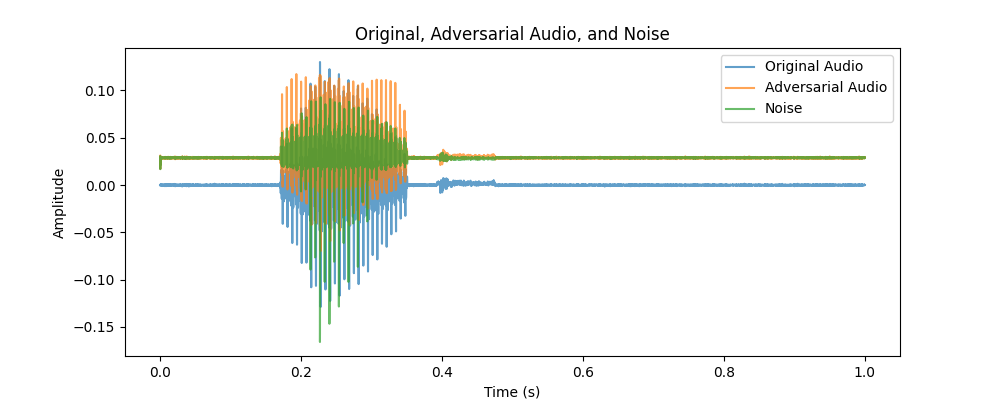 Original, Adversarial Audio, and Noise
Original Audio
Adversarial Audio
Noise
Amplitude
0.10
0.05
0.00
−0.05
−0.10
−0.15
0.0 0.2 0.4 0.6 0.8 1.0
Time (s)